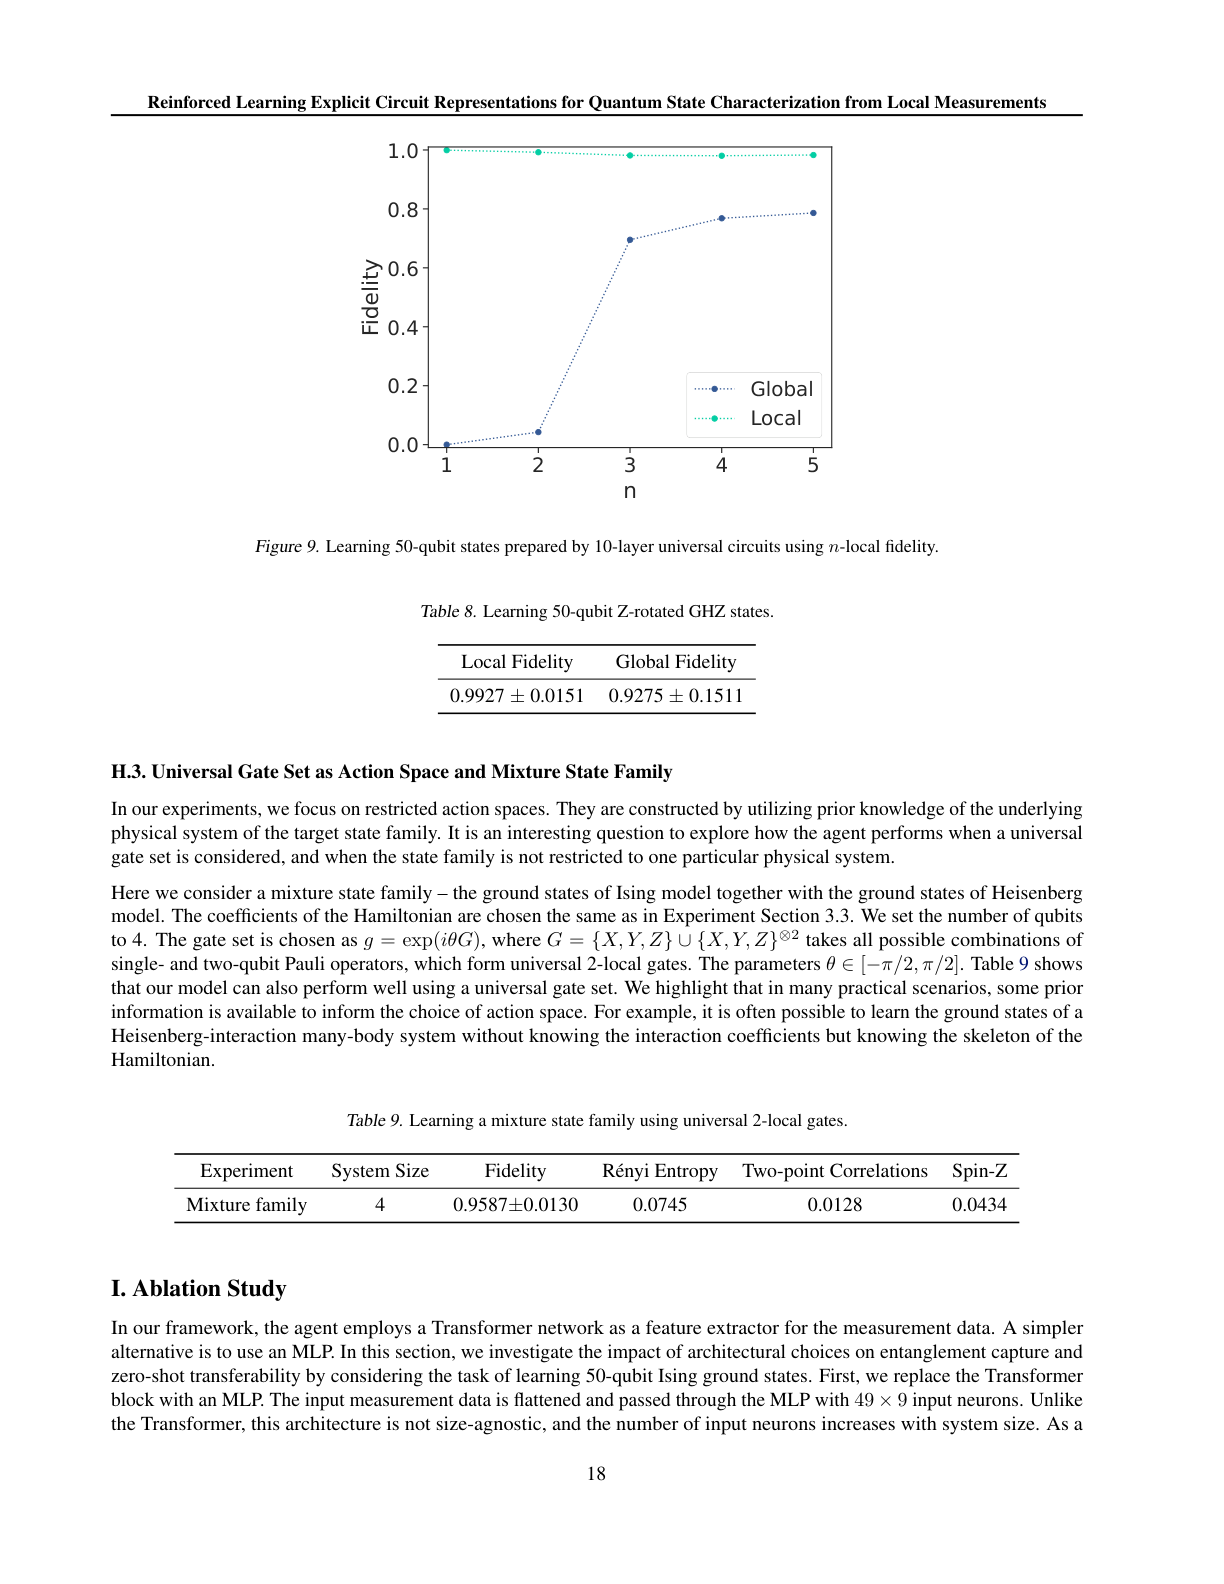 Reinforced Learning Explicit Circuit Representations for Quantum State Characterization from Local Measurements
1.0
0.8
0.6
0.4
0.2
0.0
Fidelity
Global
Local
1 2 3 4 5
n
Figure 9. Learning 50-qubit states prepared by 10-layer universal circuits using n-local fidelity.
Table 8. Learning 50-qubit Z-rotated GHZ states.
Local Fidelity Global Fidelity
0.9927 ± 0.0151 0.9275 ± 0.1511
H.3. Universal Gate Set as Action Space and Mixture State Family
In our experiments, we focus on restricted action spaces. They are constructed by utilizing prior knowledge of the underlying
physical system of the target state family. It is an interesting question to explore how the agent performs when a universal
gate set is considered, and when the state family is not restricted to one particular physical system.
Here we consider a mixture state family – the ground states of Ising model together with the ground states of Heisenberg
model. The coefficients of the Hamiltonian are chosen the same as in Experiment Section 3.3. We set the number of qubits
to 4. The gate set is chosen as g = exp(iθG), where G = {X, Y, Z} ∪ {X, Y, Z}⊗2 takes all possible combinations of
single- and two-qubit Pauli operators, which form universal 2-local gates. The parameters θ ∈ [−π/2, π/2]. Table 9 shows
that our model can also perform well using a universal gate set. We highlight that in many practical scenarios, some prior
information is available to inform the choice of action space. For example, it is often possible to learn the ground states of a
Heisenberg-interaction many-body system without knowing the interaction coefficients but knowing the skeleton of the
Hamiltonian.
Table 9. Learning a mixture state family using universal 2-local gates.
Experiment System Size Fidelity Rényi Entropy Two-point Correlations Spin-Z
Mixture family 4 0.9587±0.0130 0.0745 0.0128 0.0434
I. Ablation Study
In our framework, the agent employs a Transformer network as a feature extractor for the measurement data. A simpler
alternative is to use an MLP. In this section, we investigate the impact of architectural choices on entanglement capture and
zero-shot transferability by considering the task of learning 50-qubit Ising ground states. First, we replace the Transformer
block with an MLP. The input measurement data is flattened and passed through the MLP with 49 × 9 input neurons. Unlike
the Transformer, this architecture is not size-agnostic, and the number of input neurons increases with system size. As a
18